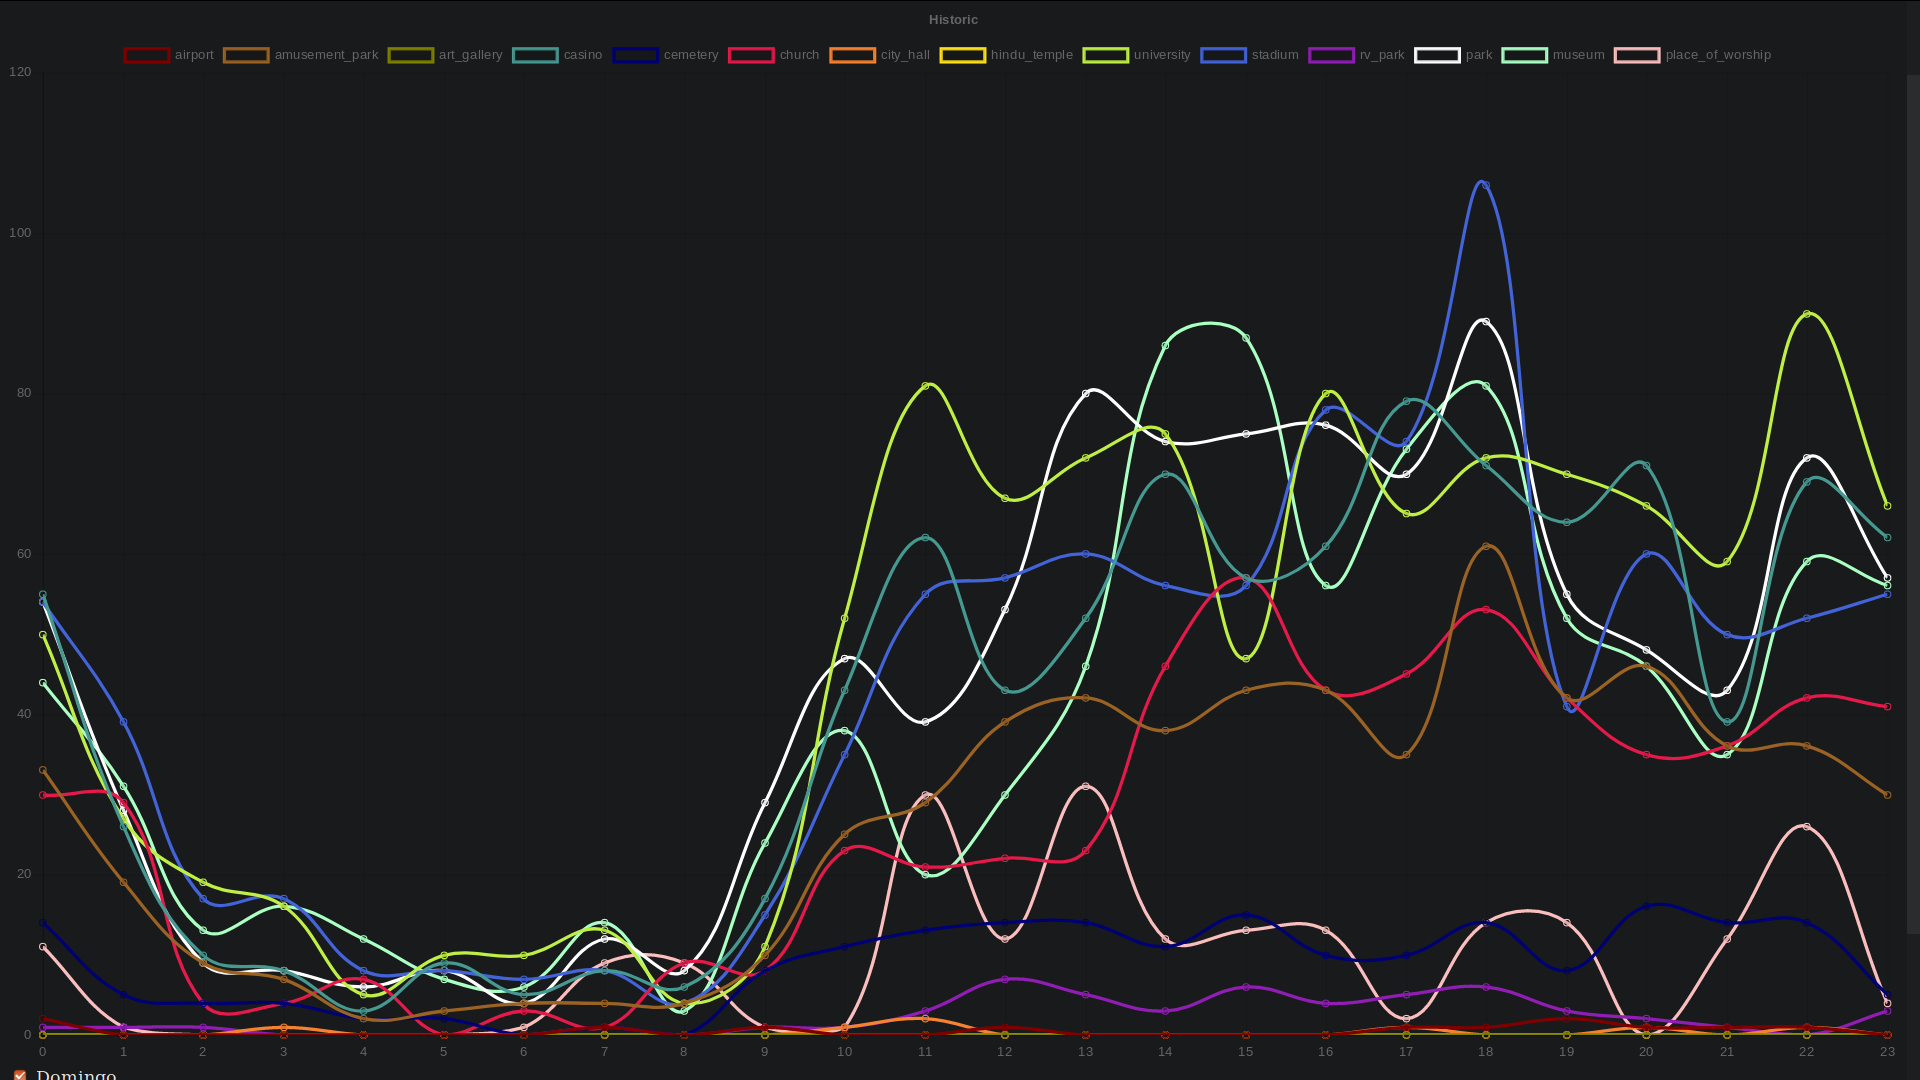 Historic
airport amusement_park art_gallery casino cemetery church city_hall hindu_temple university stadium rv_park park museum place_of_worship
120
100
80
60
40
20
0
0 1 2 3 4 5 6 7 8 9 10 11 12 13 14 15 16 17 18 19 20 21 22 23
Domingo